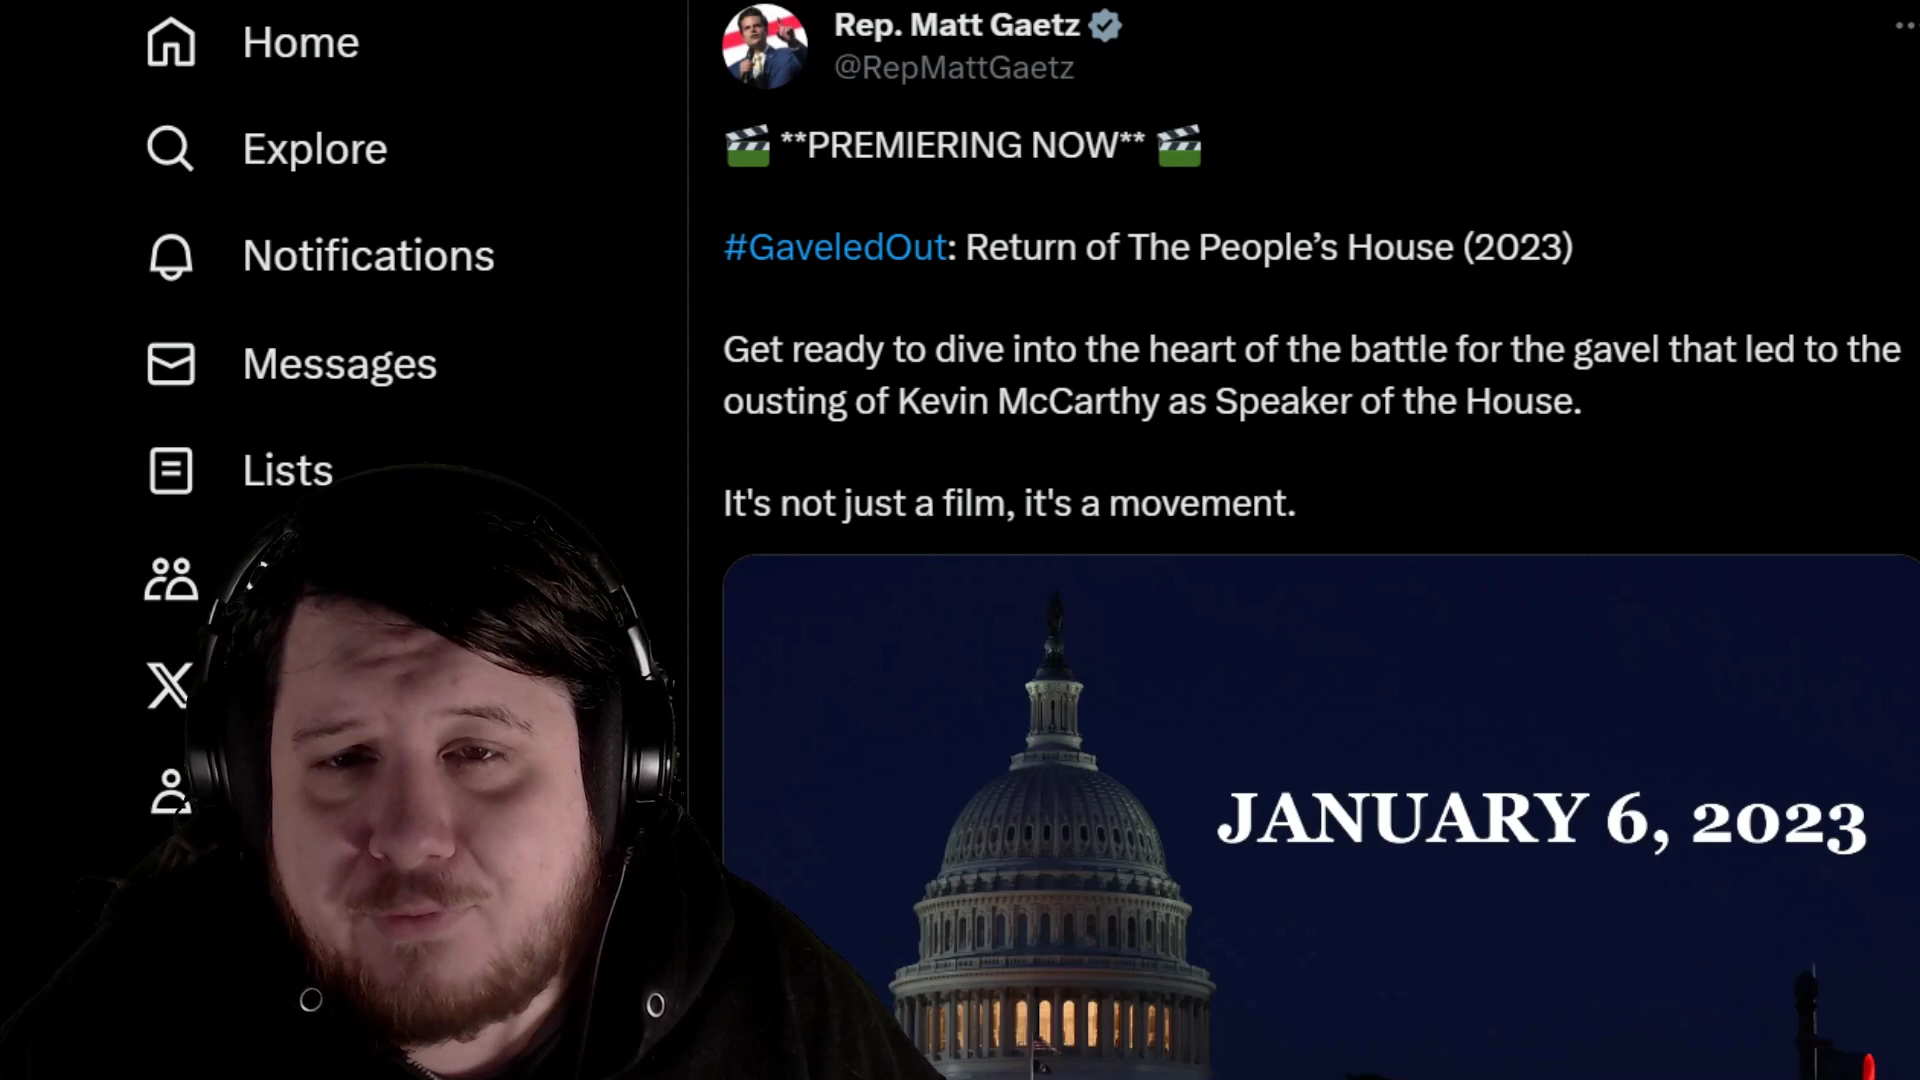 Home
Explore
Notifications
Messages
Lists
Rep. Matt Gaetz
@RepMattGaetz
**PREMIERING NOW**
#GaveledOut: Return of The People’s House (2023)
Get ready to dive into the heart of the battle for the gavel that led to the
ousting of Kevin McCarthy as Speaker of the House.
It's not just a film, it's a movement.
JANUARY 6, 2023